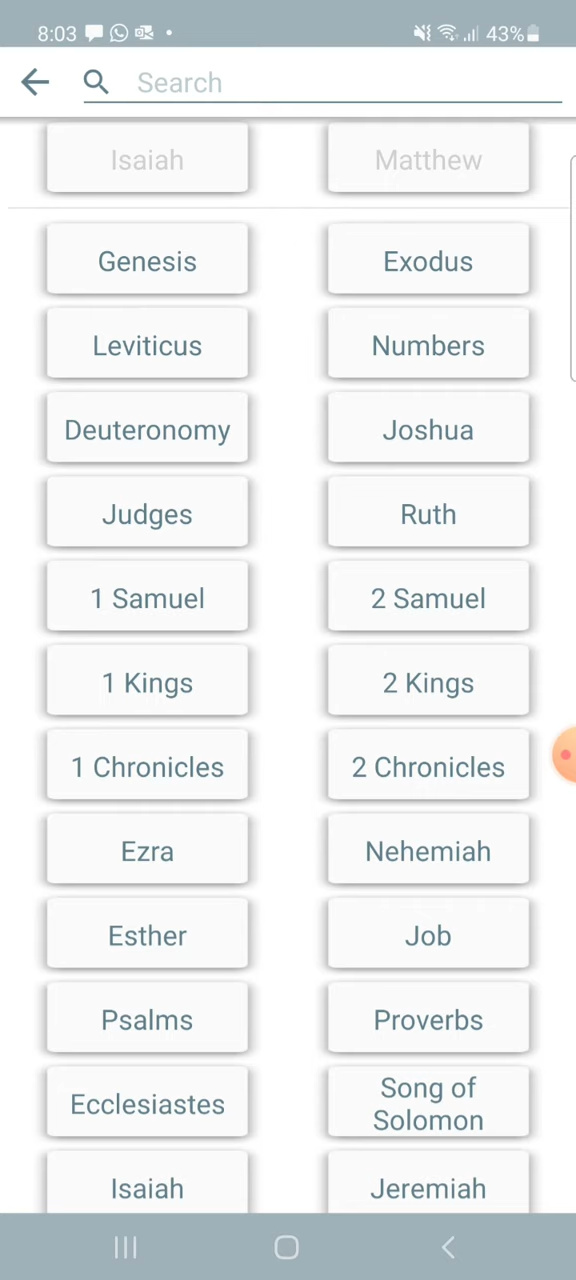 8:03 43%
Search
Isaiah Matthew
Genesis Exodus
Leviticus Numbers
Deuteronomy Joshua
Judges Ruth
1 Samuel 2 Samuel
1 Kings 2 Kings
1 Chronicles 2 Chronicles
Ezra Nehemiah
Esther Job
Psalms Proverbs
Ecclesiastes Song of
Solomon
Isaiah Jeremiah